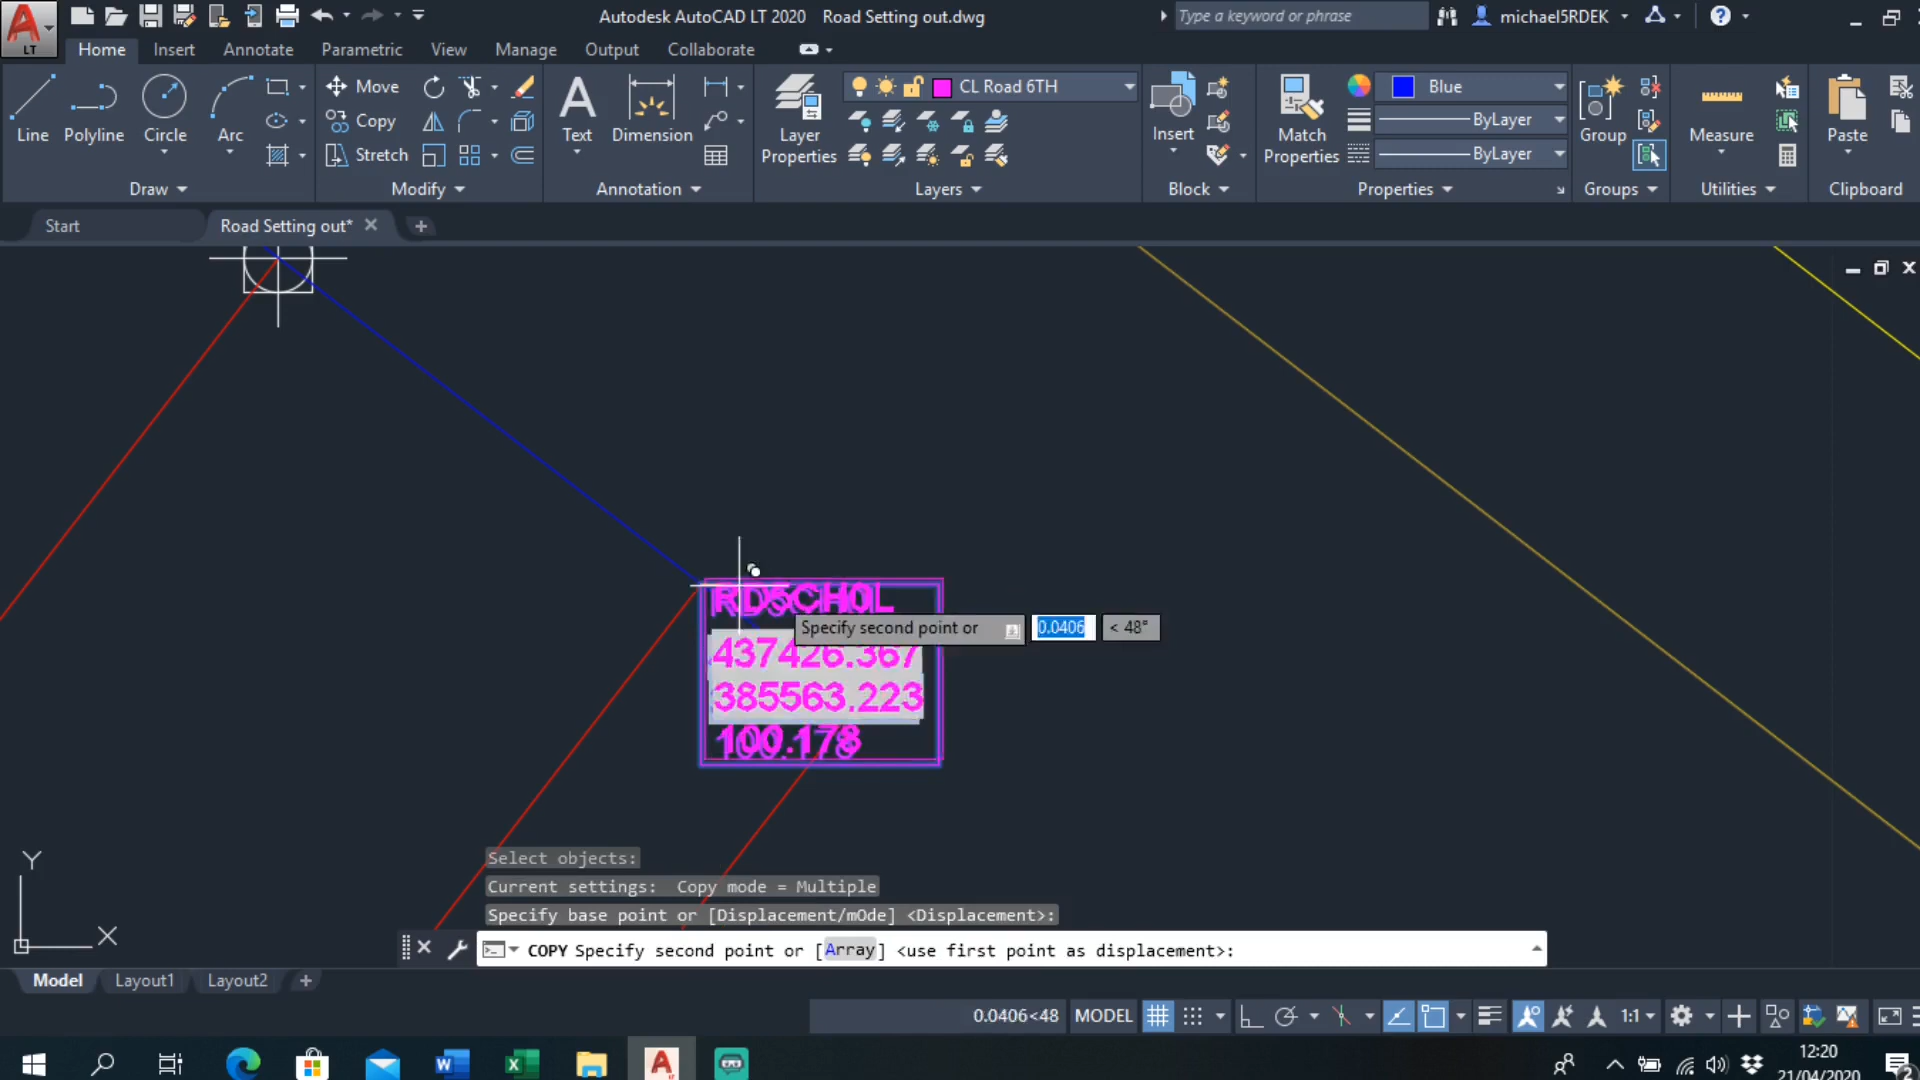 Autodesk AutoCAD LT 2020 Road Setting out.dwg
Type a keyword or phrase
michael5RDEK
LT
Home Insert Annotate Parametric View Manage Output Collaborate
Line Polyline Circle Arc
Move
Copy
Stretch
Text Dimension
Layer
Properties
CL Road 6TH
Insert
Match
Properties
Blue
ByLayer
ByLayer
Group
Measure
Paste
Draw Modify Annotation Layers Block Properties Groups Utilities Clipboard
Start Road Setting out*
437426.367
385563.223
100.178
Specify second point or 0.0406 < 48°
Y
X
Select objects:
Current settings: Copy mode = Multiple
Specify base point or [Displacement/mOde] <Displacement>:
COPY Specify second point or [Array] <use first point as displacement>:
Model Layout1 Layout2
0.0406<48 MODEL
1:1
12:20
21/04/2020
2